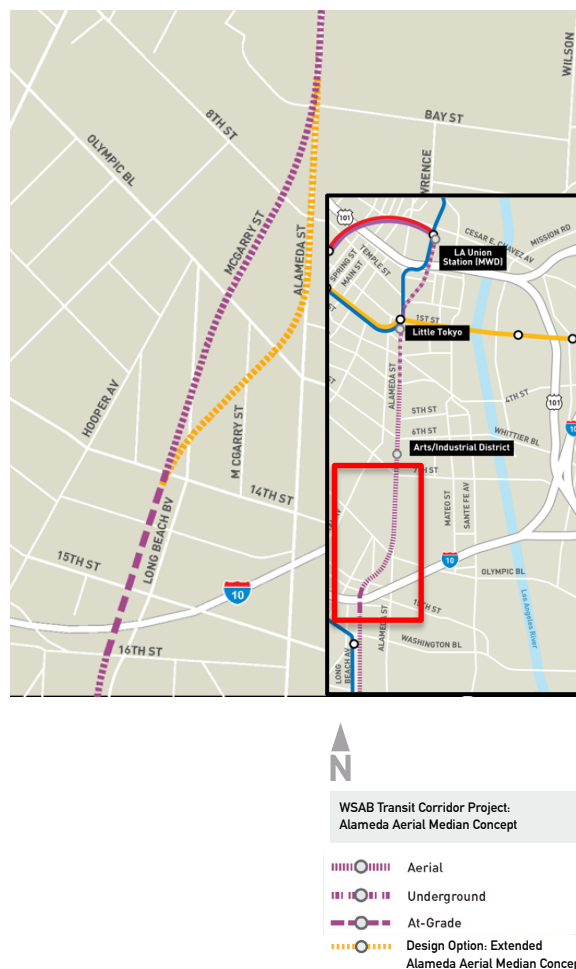 WILSON
8TH ST
BAY ST
OLYMPIC BL
MCGARRY ST
ALAMEDA ST
HOOPER AV
M CGARRY ST
14TH ST
LONG BEACH BV
15TH ST
10
16TH ST
WRENCE
101
CESAR E. CHAVEZ AV
MISSION RD
LA Union
Station (MWD)
SPRING ST
MAIN ST
TEMPLE ST
1ST ST
Little Tokyo
ALAMEDA ST
4TH ST
101
5TH ST
6TH ST
WHITTIER BL
10
Arts/Industrial District
7TH ST
MATEO ST
SANTE FE AV
10
OLYMPIC BL
Los Angeles River
15TH ST
ALAMEDA ST
WASHINGTON BL
LONG
BEACH AV
N
WSAB Transit Corridor Project:
Alameda Aerial Median Concept
Aerial
Underground
At-Grade
Design Option: Extended
Alameda Aerial Median Concep